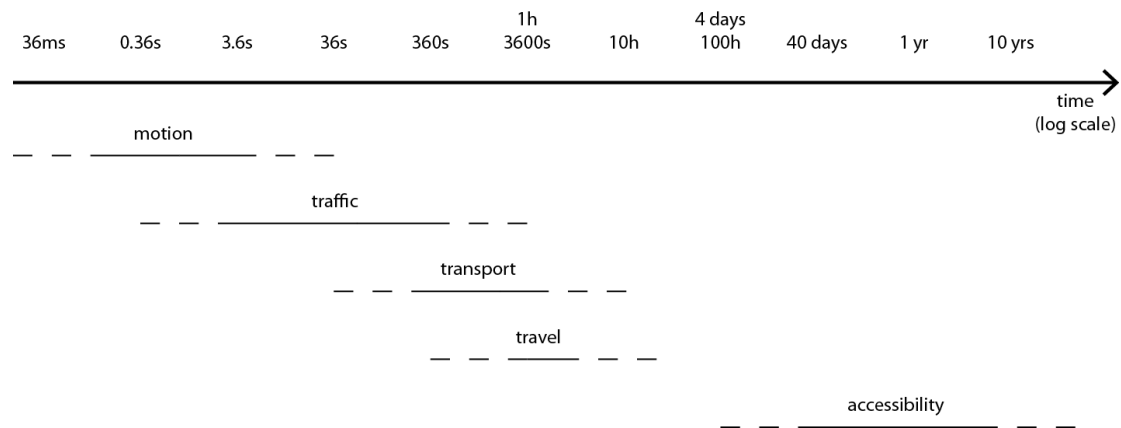 1h
4 days
36ms 0.36s 3.6s 36s 360s 3600s 10h 100h 40 days 1 yr 10 yrs
time
(log scale)
motion
traffic
transport
travel
accessibility